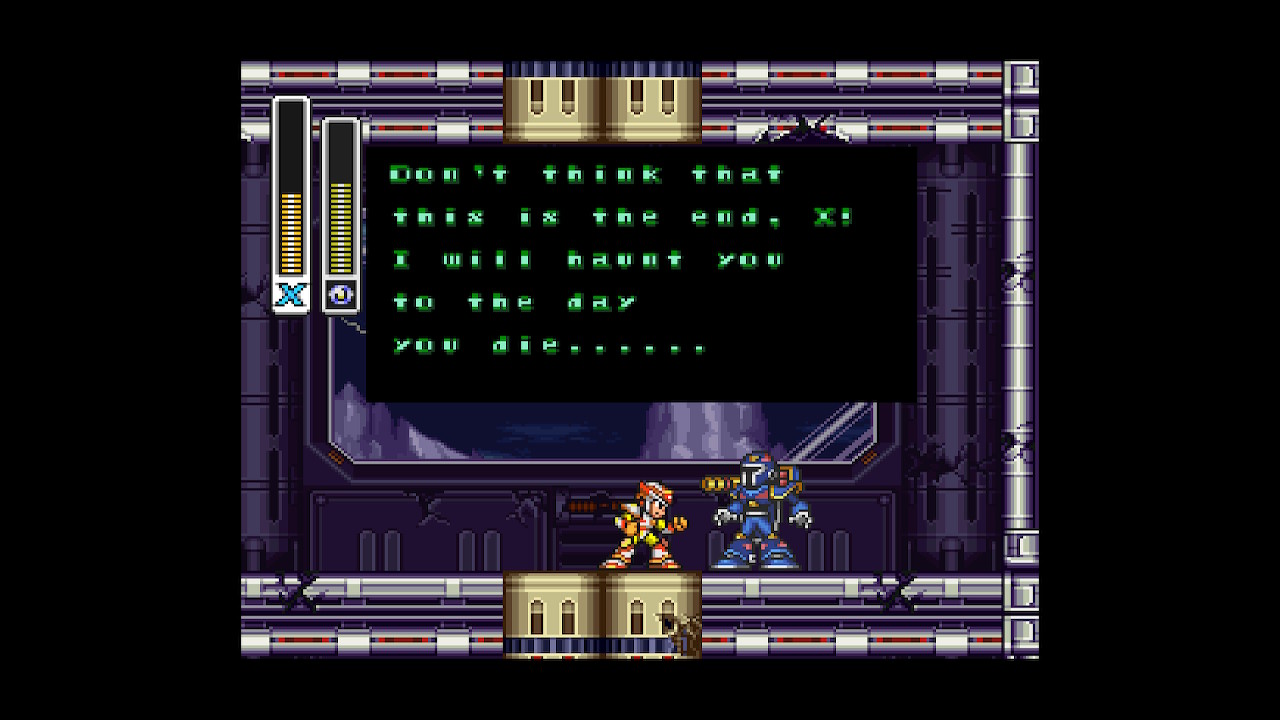 Don't think that
this is the end, X!
I will haunt you
to the day
you die......
X